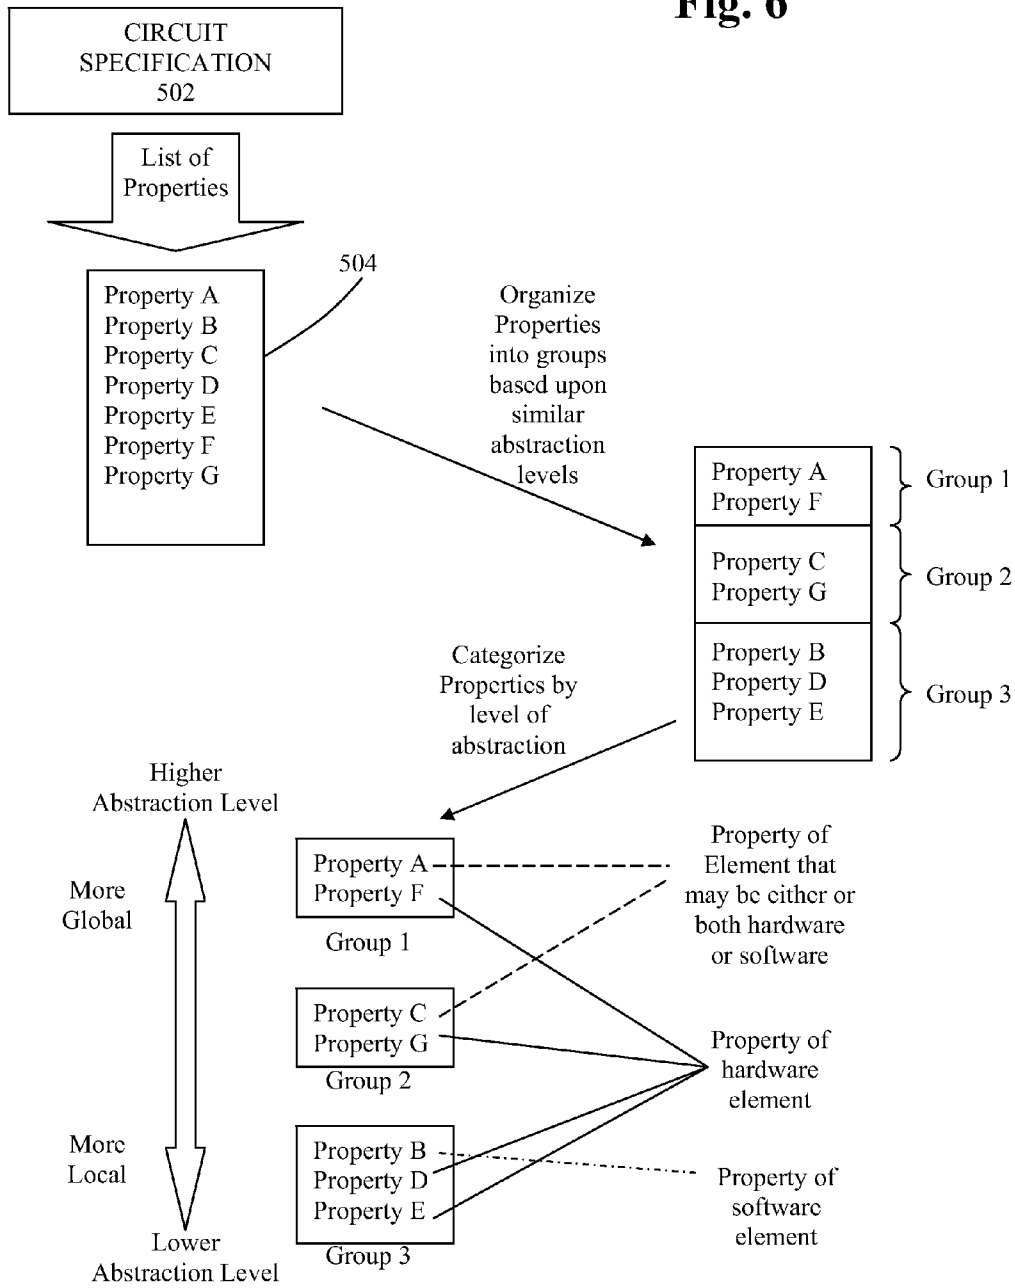 Fig. 6
CIRCUIT
SPECIFICATION
502
List of
Properties
504
Property A
Property B
Property C
Property D
Property E
Property F
Property G
Organize
Properties
into groups
based upon
similar
abstraction
levels
Property A
Property F
Group 1
Property C
Property G
Group 2
Property B
Property D
Property E
Group 3
Categorize
Properties by
level of
abstraction
Higher
Abstraction Level
More
Global
More
Local
Lower
Abstraction Level
Property A
Property F
Group 1
Property C
Property G
Group 2
Property B
Property D
Property E
Group 3
Property of
Element that
may be either or
both hardware
or software
Property of
hardware
element
Property of
software
element